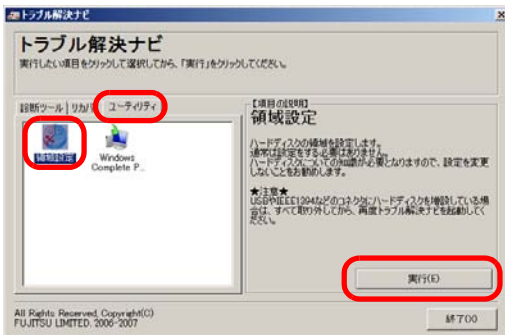 トラブル解決ナビ
トラブル解決ナビ
実行したい項目をクリックして選択してから、「実行」をクリックしてください。
診断ツール
リカバリ
ユーティリティ
領域設定
Windows
Complete P...
【項目の説明】
領域設定
ハードディスクの領域を設定します。
通常は設定をする必要はありません。
ハードディスクについての知識が必要となりますので、設定を変更
しないことをお勧めします。
★注意★
USBやIEEE1394などのコネクタにハードディスクを増設している場
合は、すべて取り外してから、再度トラブル解決ナビを起動してく
ださい。
実行(E)
All Rights Reserved, Copyright(C)
FUJITSU LIMITED. 2006-2007
終了(X)